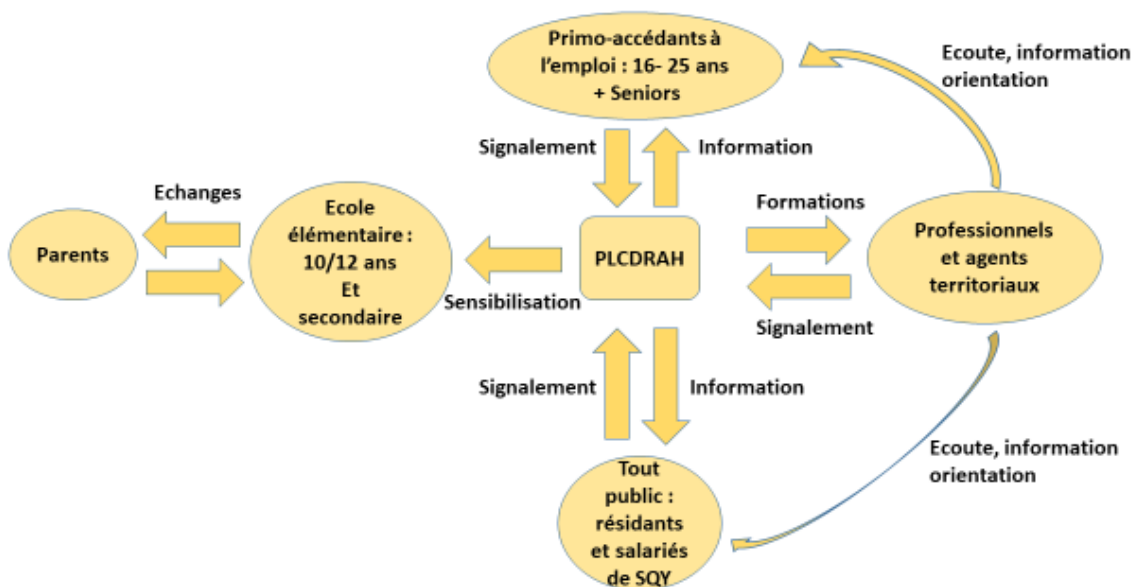 Primo-accédants à
l'emploi : 16- 25 ans
+ Seniors
Ecoute, information
orientation
Signalement
Information
Echanges
Ecole
élémentaire :
10/12 ans
Et
secondaire
Formations
Parents
PLCDRAH
Professionnels
et agents
territoriaux
Sensibilisation
Signalement
Signalement
Information
Ecoute, information
orientation
Tout
public :
résidants
et salariés
de SQY